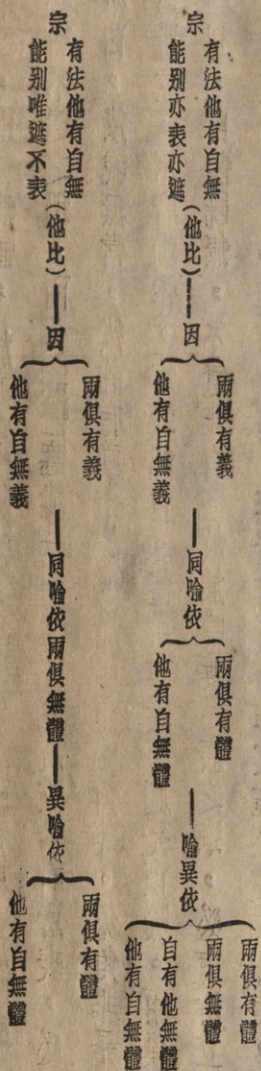 宗
有法他有自無
能别亦表亦遮
（他比）——因
兩俱有義
他有自無義
——同喻依
兩俱有體
他有自無體
——喻異依
兩俱有體
兩俱無體
自有他無體
他有自無體
宗
有法他有自無
能别唯遮不表
（他比）——因
兩俱有義
他有自無義
——同喻依兩俱無體——異喻依
兩俱有體
他有自無體